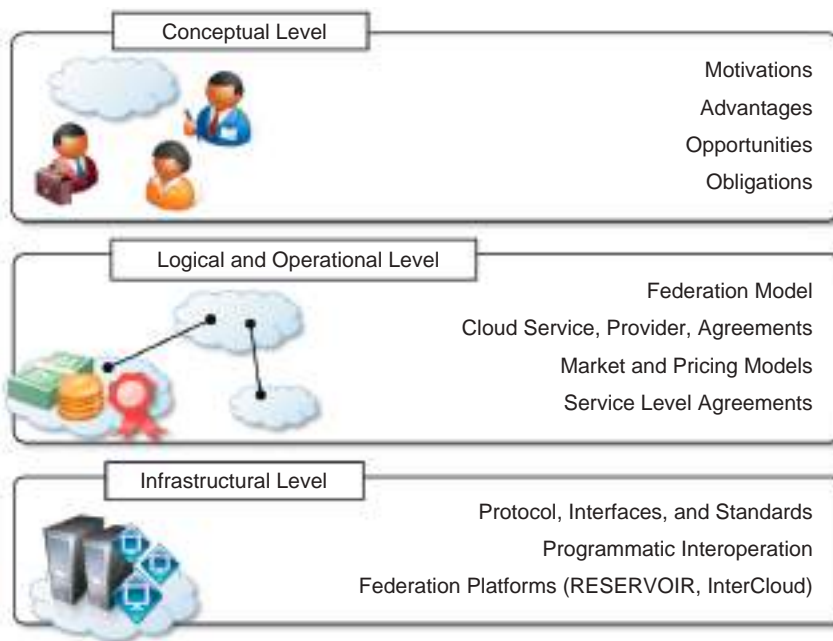 Conceptual Level
Motivations
Advantages
Opportunities
Obligations
Logical and Operational Level
Federation Model
Cloud Service, Provider, Agreements
Market and Pricing Models
Service Level Agreements
Infrastructural Level
Protocol, Interfaces, and Standards
Programmatic Interoperation
Federation Platforms (RESERVOIR, InterCloud)